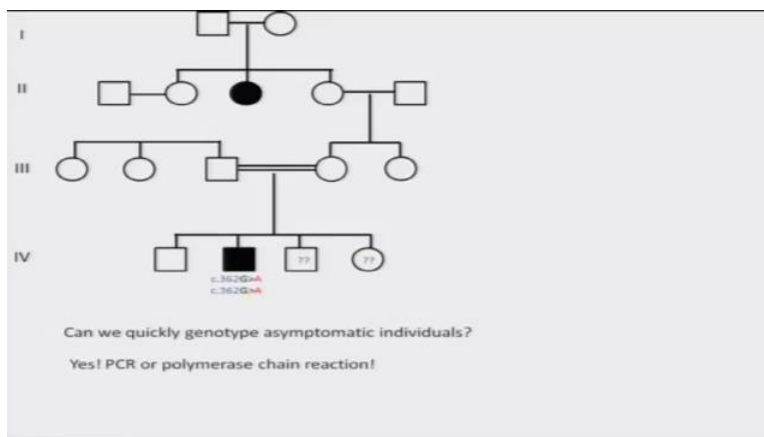 I
II
III
IV
??
??
c.362G>A
c.362G>A
Can we quickly genotype asymptomatic individuals?
Yes! PCR or polymerase chain reaction!